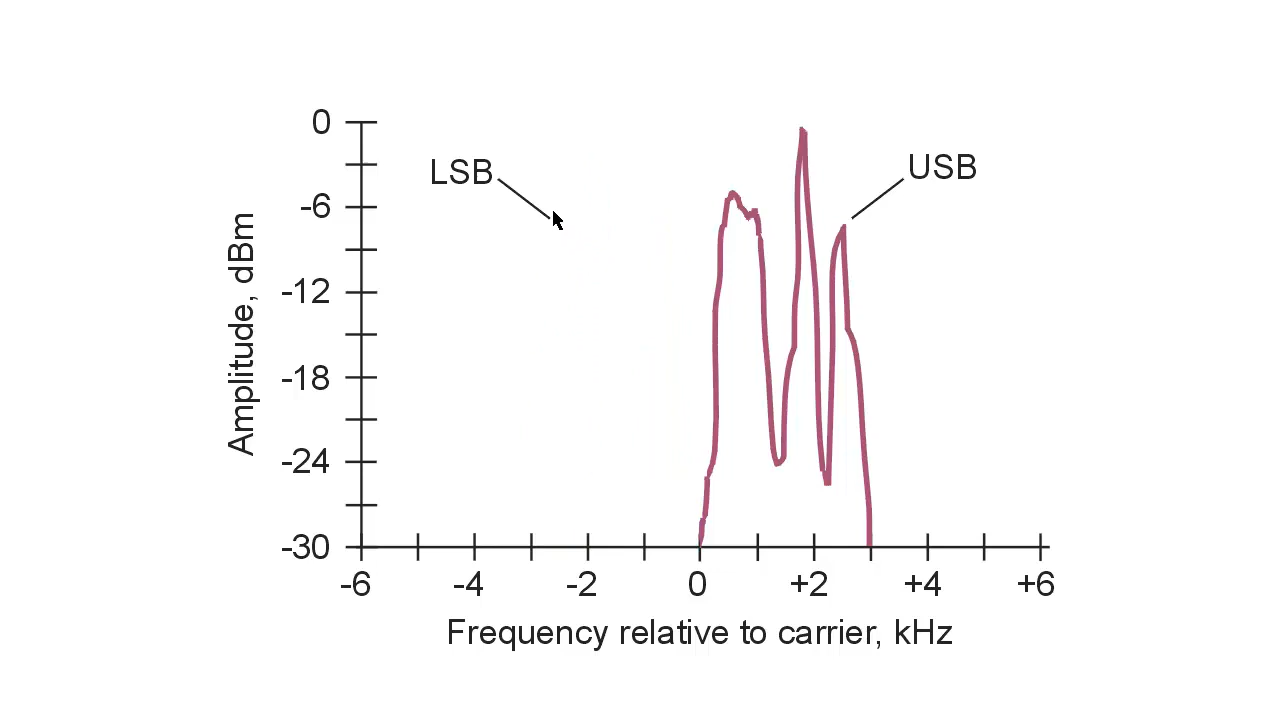 0
LSB
USB
-6
-12
-18
-24
-30
Amplitude, dBm
-6 -4 -2 0 +2 +4 +6
Frequency relative to carrier, kHz